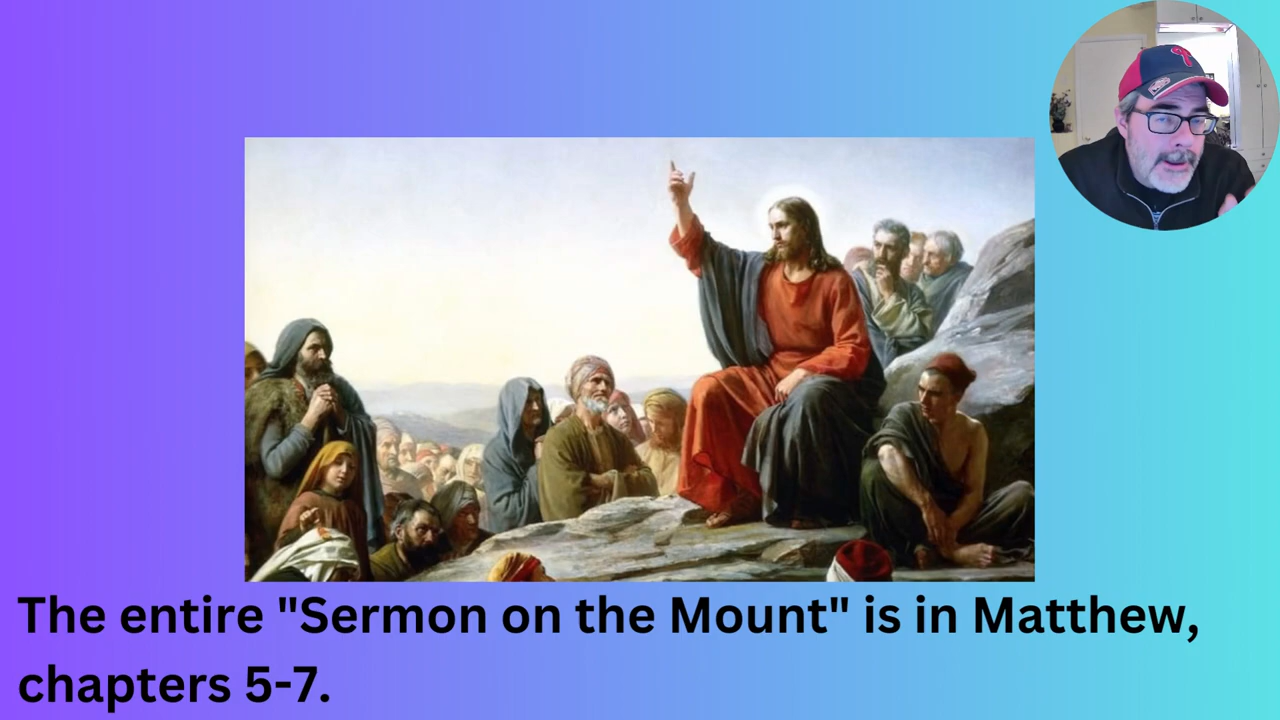 The entire "Sermon on the Mount" is in Matthew,
chapters 5-7.